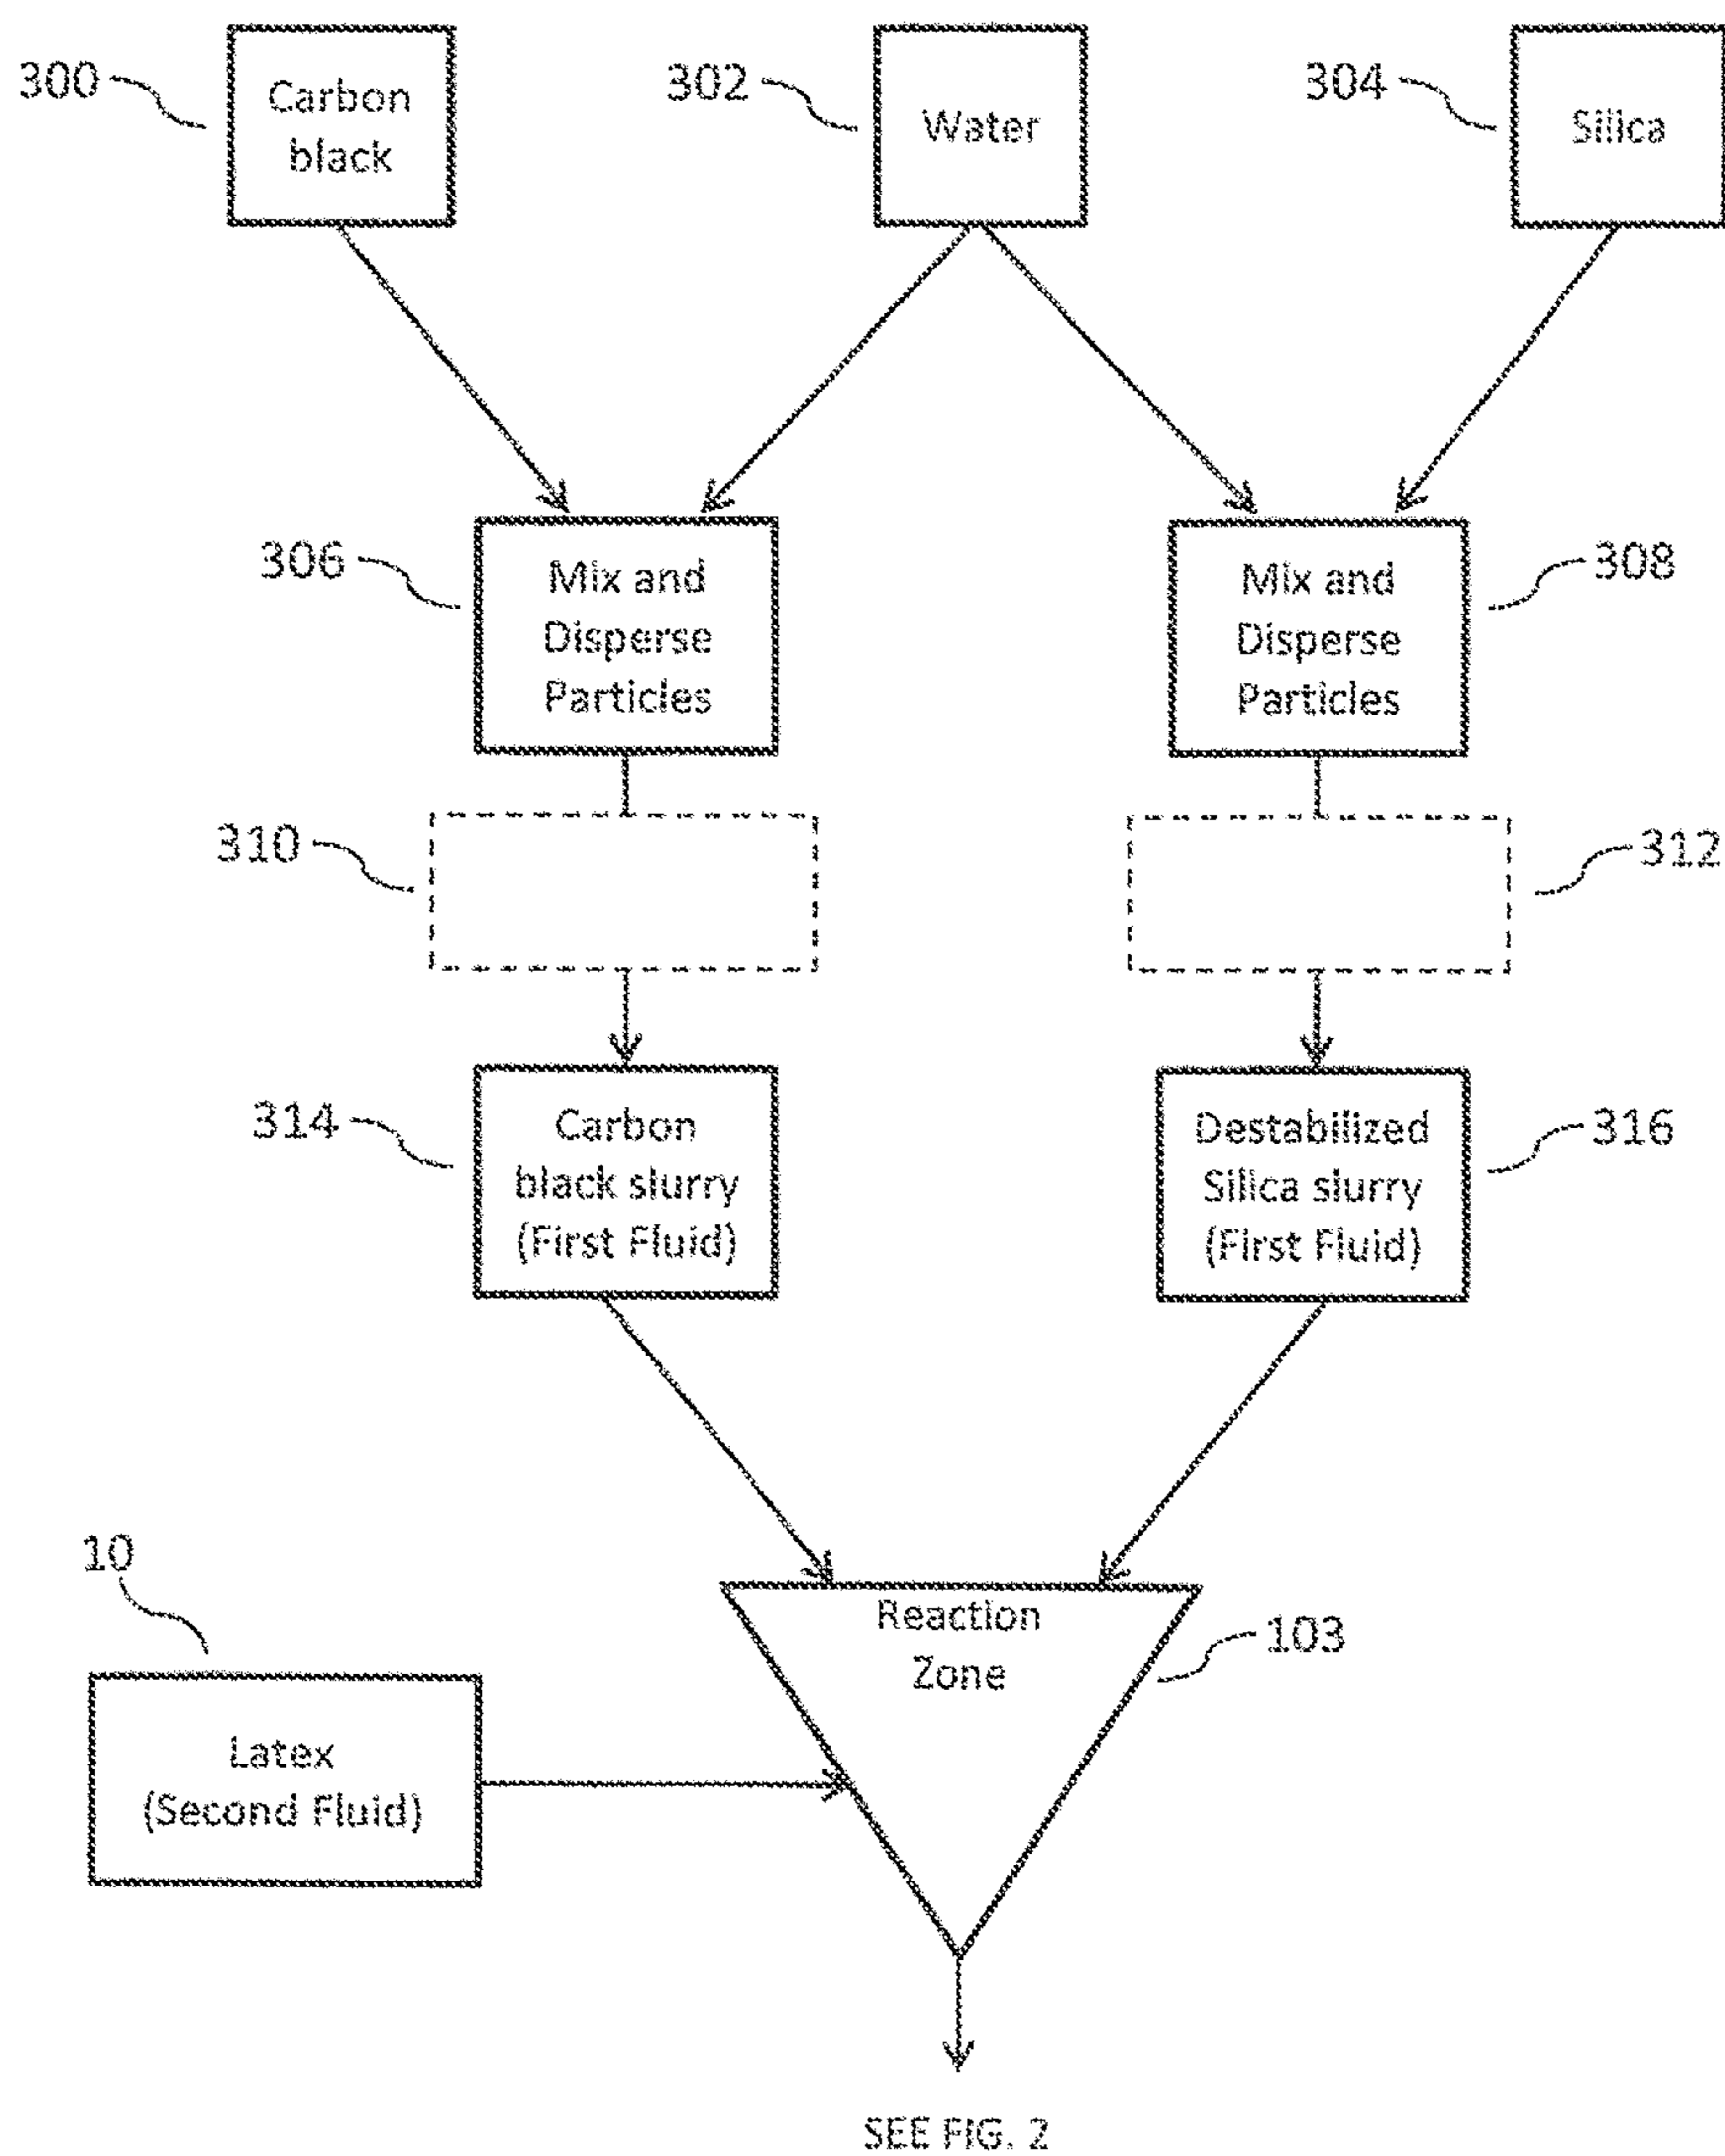 300
Carbon
black
302
Water
304
Silica
306
Mix and
Disperse
Particles
Mix and
Disperse
Particles
308
310
312
314
Carbon
black slurry
(First Fluid)
Destabilized
Silica slurry
(First Fluid)
316
10
Reaction
Zone
103
Latex
(Second Fluid)
SEE FIG. 2